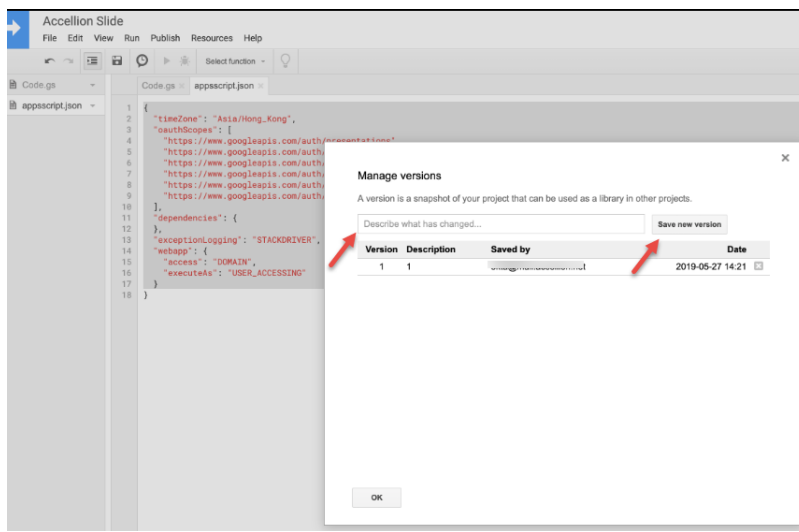 Accellion Slide
File Edit View Run Publish Resources Help
Select function
Code.gs
Code.gs
appsscript.json
appsscript.json
1 {
2 "timeZone": "Asia/Hong_Kong",
3 "oauthScopes": [
4 "https://www.googleapis.com/auth/presentations"
5 "https://www.googleapis.com/auth,
6 "https://www.googleapis.com/auth,
7 "https://www.googleapis.com/auth,
8 "https://www.googleapis.com/auth,
9 "https://www.googleapis.com/auth,
10 ],
11 "dependencies": {
12 },
13 "exceptionLogging": "STACKDRIVER",
14 "webapp": {
15 "access": "DOMAIN",
16 "executeAs": "USER_ACCESSING"
17 }
18 }
Manage versions
A version is a snapshot of your project that can be used as a library in other projects.
Describe what has changed...
Save new version
Version Description Saved by Date
1 1 2019-05-27 14:21
OK